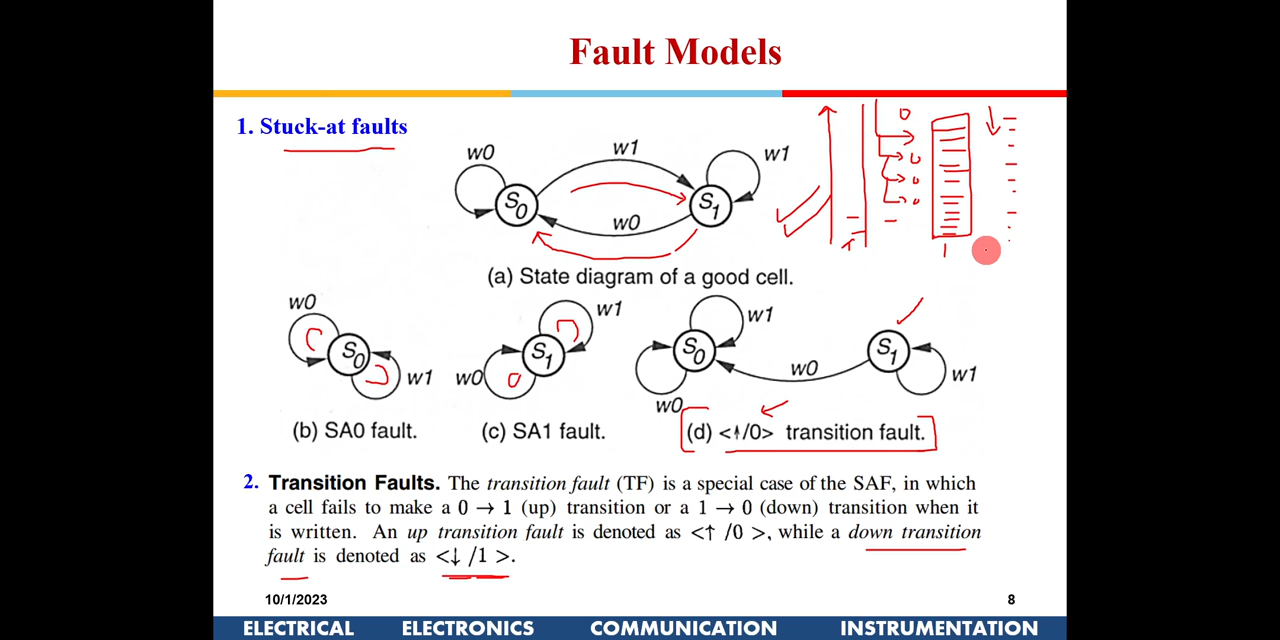 Fault Models
1. Stuck-at faults
w0
w1
w1
S0
S1
w0
(a) State diagram of a good cell.
w0
w1
w1
S0
S1
S0
S1
w1
w0
w0
w1
w0
(b) SA0 fault.
(c) SA1 fault.
(d) <↑/0> transition fault.
2. Transition Faults. The transition fault (TF) is a special case of the SAF, in which
a cell fails to make a 0 → 1 (up) transition or a 1 → 0 (down) transition when it
is written. An up transition fault is denoted as <↑ /0 >, while a down transition
fault is denoted as <↓ /1 >.
10/1/2023
8
ELECTRICAL ELECTRONICS COMMUNICATION INSTRUMENTATION